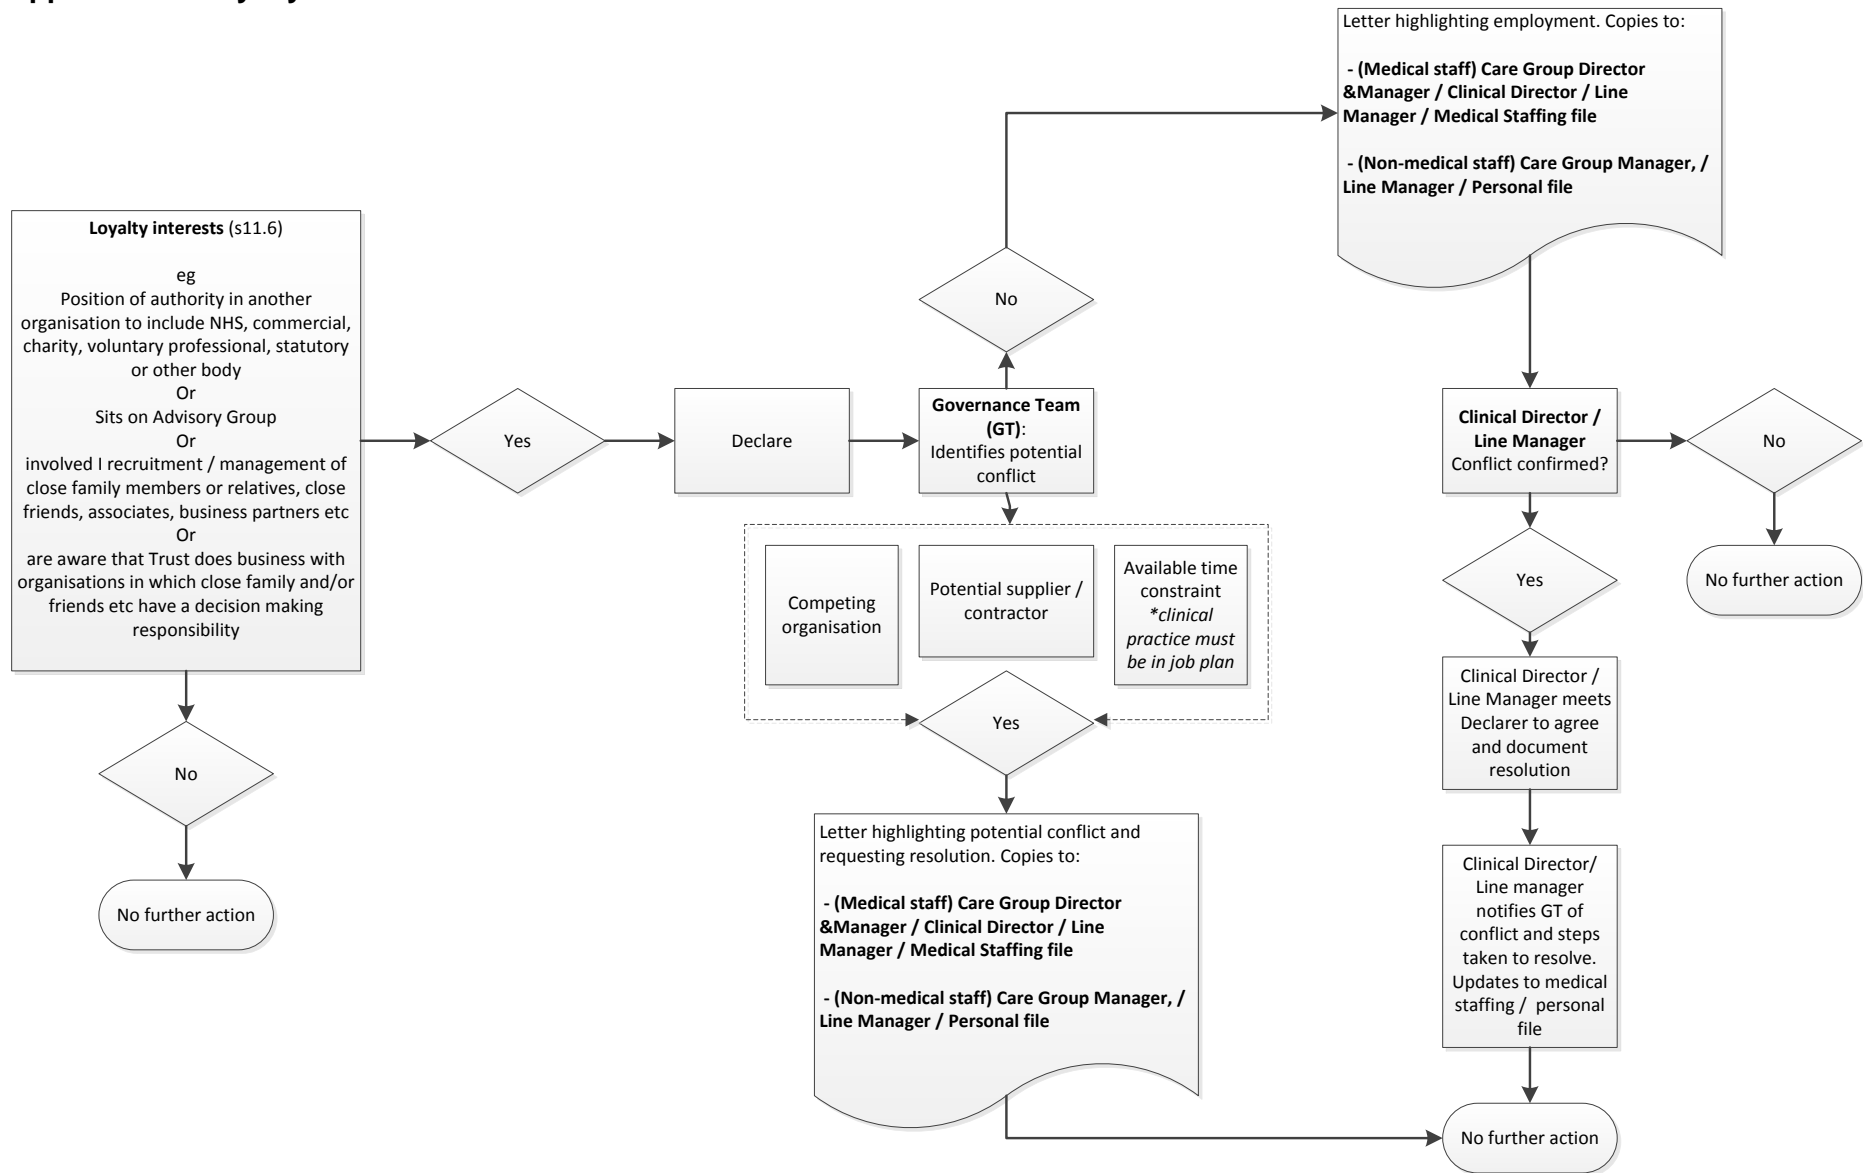 Letter highlighting employment. Copies to:
- (Medical staff) Care Group Director
&Manager / Clinical Director / Line
Manager / Medical Staffing file
- (Non-medical staff) Care Group Manager, /
Line Manager / Personal file
Loyalty interests (s11.6)
eg
Position of authority in another
organisation to include NHS, commercial,
charity, voluntary professional, statutory
or other body
Or
Sits on Advisory Group
Or
involved I recruitment / management of
close family members or relatives, close
friends, associates, business partners etc
Or
are aware that Trust does business with
organisations in which close family and/or
friends etc have a decision making
responsibility
No
No further action
Yes
Declare
Governance Team
(GT):
Identifies potential
conflict
No
Competing
organisation
Potential supplier /
contractor
Available time
constraint
*clinical
practice must
be in job plan
Yes
Letter highlighting potential conflict and
requesting resolution. Copies to:
- (Medical staff) Care Group Director
&Manager / Clinical Director / Line
Manager / Medical Staffing file
- (Non-medical staff) Care Group Manager, /
Line Manager / Personal file
Clinical Director /
Line Manager
Conflict confirmed?
No
No further action
Yes
Clinical Director /
Line Manager meets
Declarer to agree
and document
resolution
Clinical Director/
Line manager
notifies GT of
conflict and steps
taken to resolve.
Updates to medical
staffing / personal
file
No further action